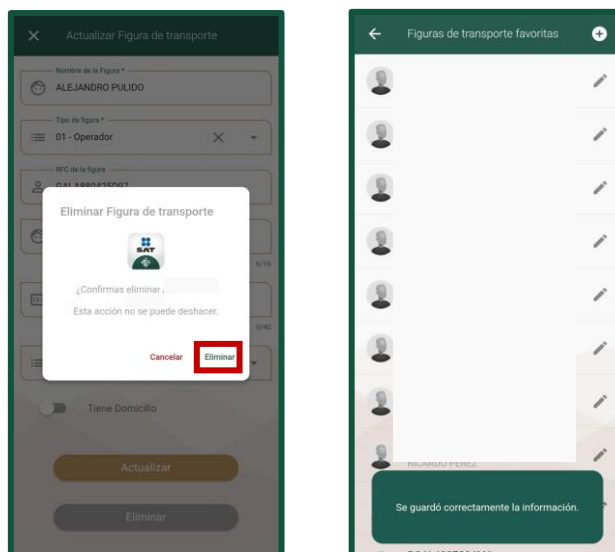 Actualizar Figura de transporte
Nombre de la Figura *
ALEJANDRO PULIDO
Tipo de figura *
01 - Operador
RFC de la figura
GALA880425D97
Eliminar Figura de transporte
SAT
¿Confirmas eliminar
Esta acción no se puede deshacer.
6/16
0/40
Cancelar
Eliminar
Tiene Domicilio
Actualizar
Eliminar
Figuras de transporte favoritas
RICARDO PEREZ
Se guardó correctamente la información.